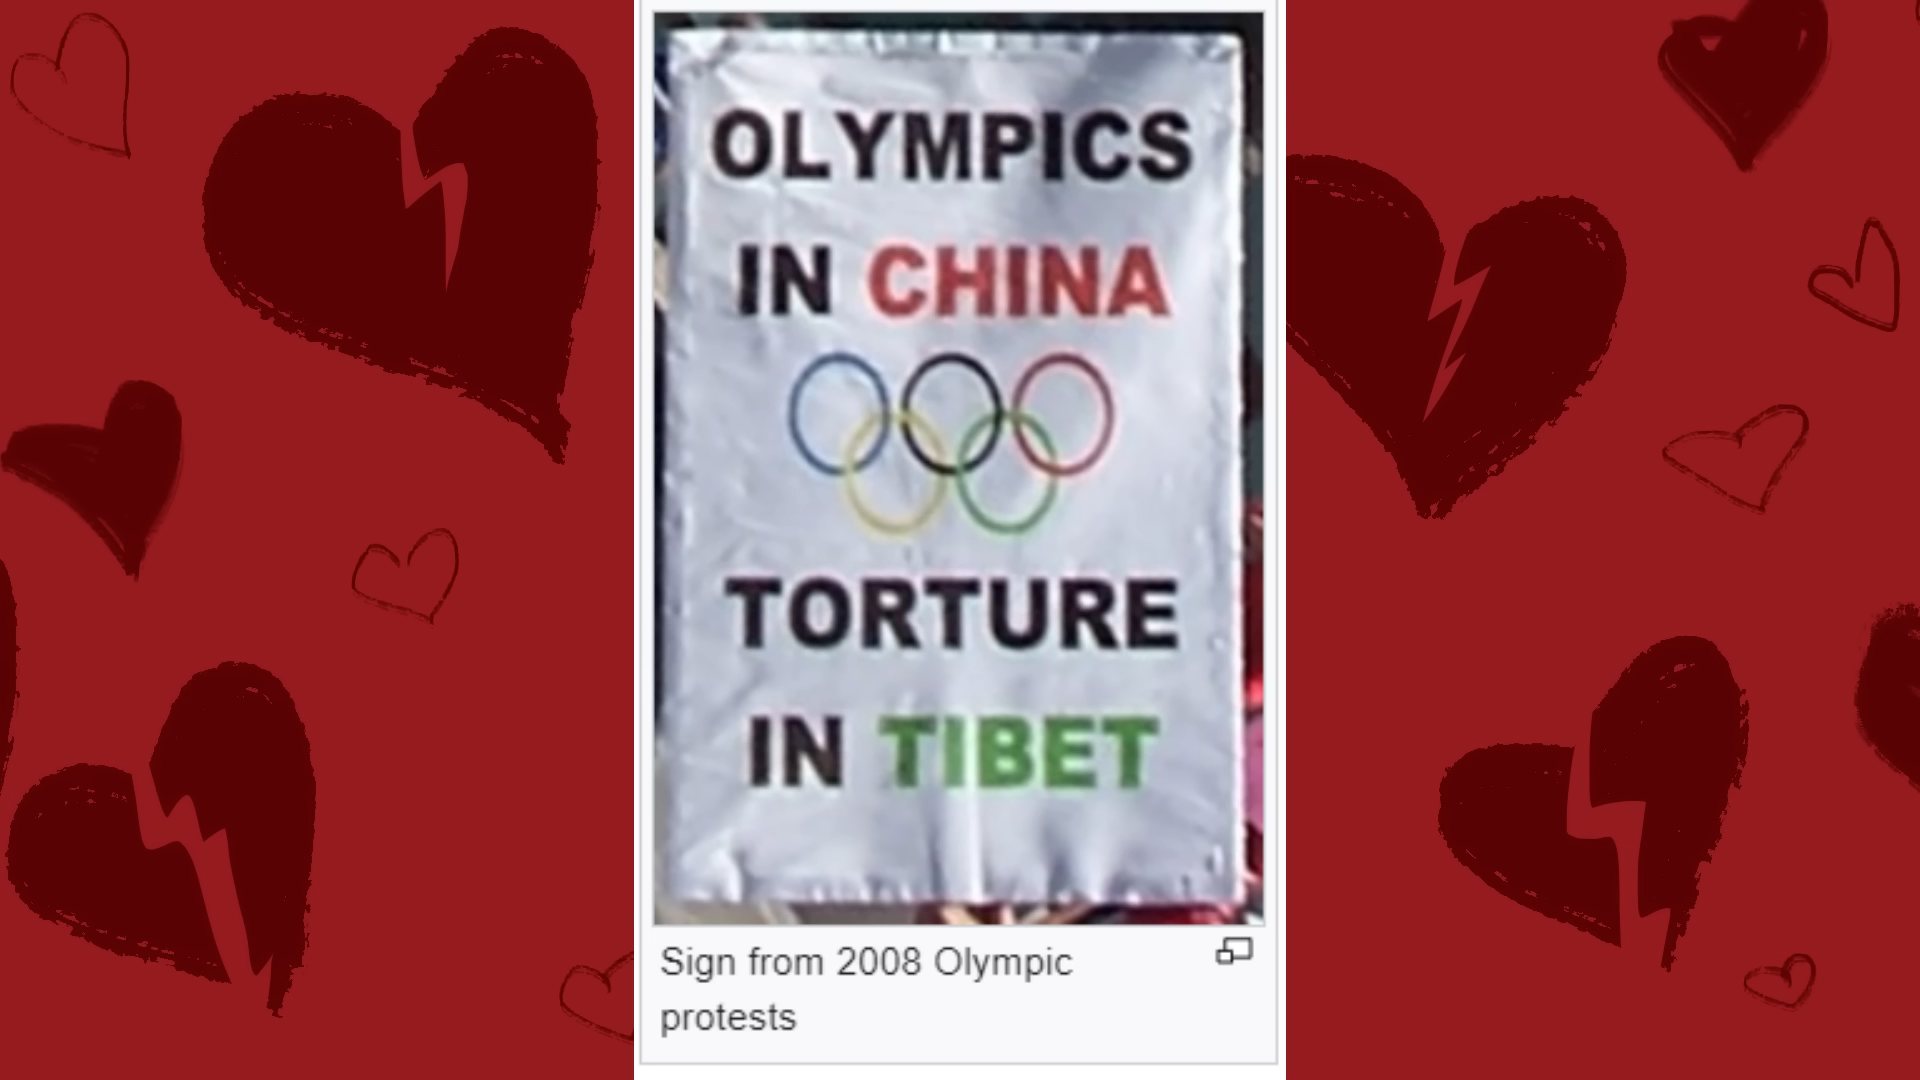 OLYMPICS
IN CHINA
TORTURE
IN TIBET
Sign from 2008 Olympic
protests